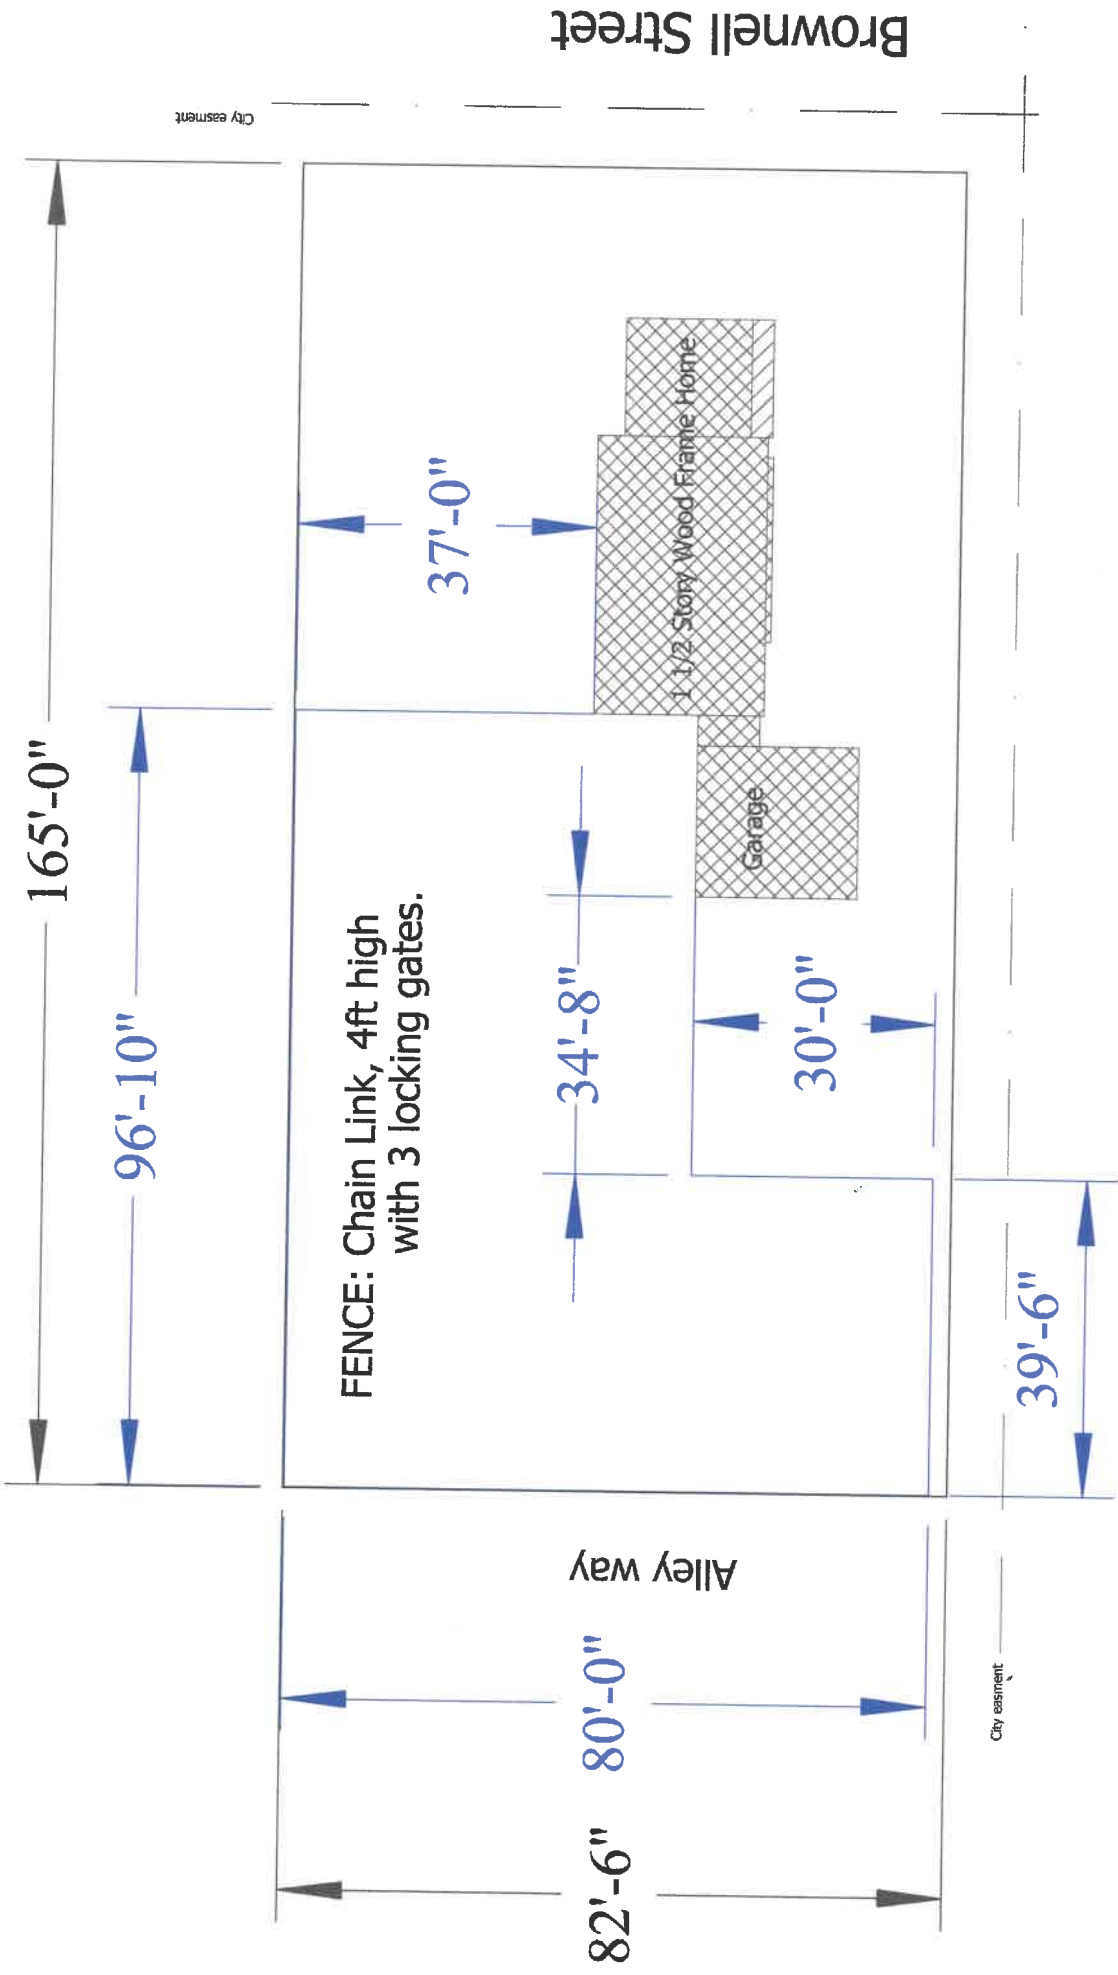 Brownell Street
City easment
165'-0"
96'-10"
37'-0"
1 1/2 Story Wood Frame Home
Garage
FENCE: Chain Link, 4ft high
with 3 locking gates.
34'-8"
30'-0"
39'-6"
Alley way
80'-0"
82'-6"
City easment